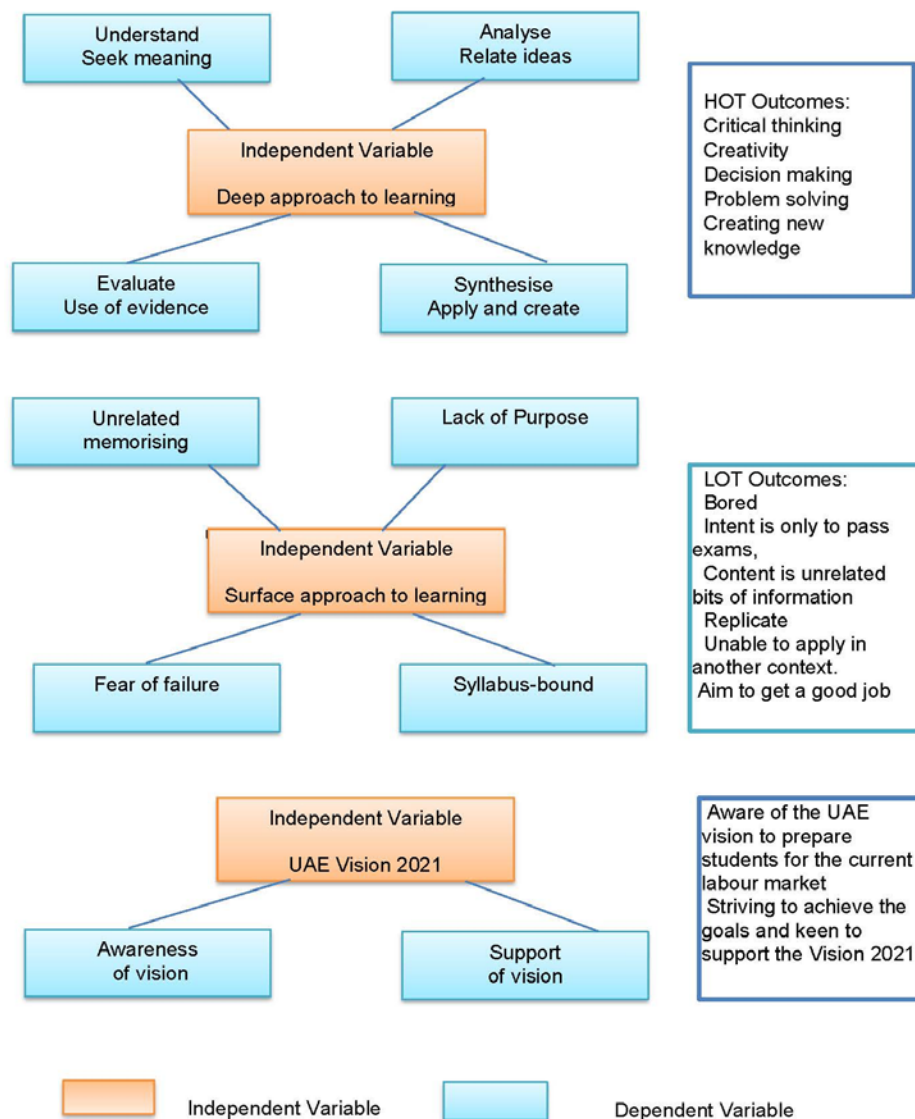 Understand
Seek meaning
Analyse
Relate ideas
Independent Variable
Deep approach to learning
Evaluate
Use of evidence
Synthesise
Apply and create
HOT Outcomes:
Critical thinking
Creativity
Decision making
Problem solving
Creating new
knowledge
Unrelated
memorising
Lack of Purpose
Independent Variable
Surface approach to learning
Fear of failure
Syllabus-bound
LOT Outcomes:
Bored
Intent is only to pass
exams,
Content is unrelated
bits of information
Replicate
Unable to apply in
another context.
Aim to get a good job
Independent Variable
UAE Vision 2021
Awareness
of vision
Support
of vision
Aware of the UAE
vision to prepare
students for the current
labour market
Striving to achieve the
goals and keen to
support the Vision 2021
Independent Variable
Dependent Variable